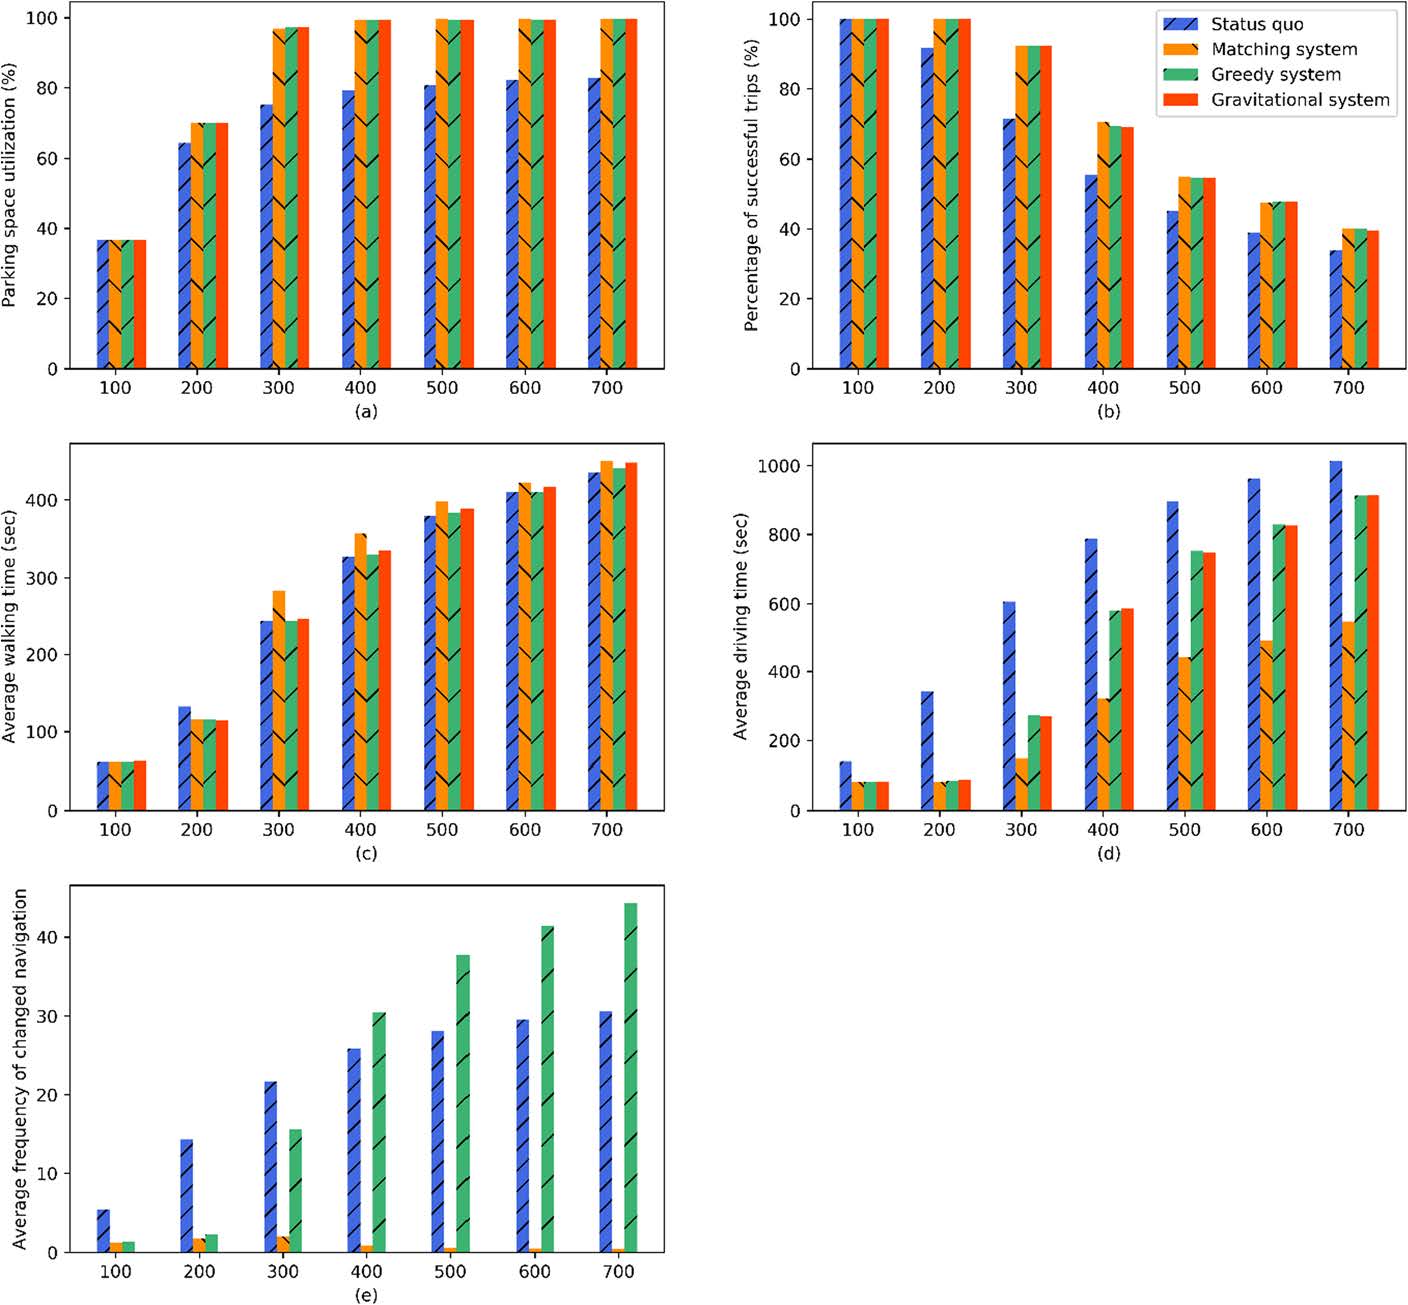 Parking space utilization (%)
100
80
60
40
20
0
100 200 300 400 500 600 700
(a)
Percentage of successful trips (%)
100
80
60
40
20
0
Status quo
Matching system
Greedy system
Gravitational system
100 200 300 400 500 600 700
(b)
Average walking time (sec)
400
300
200
100
0
100 200 300 400 500 600 700
(c)
Average driving time (sec)
1000
800
600
400
200
0
100 200 300 400 500 600 700
(d)
Average frequency of changed navigation
40
30
20
10
0
100 200 300 400 500 600 700
(e)